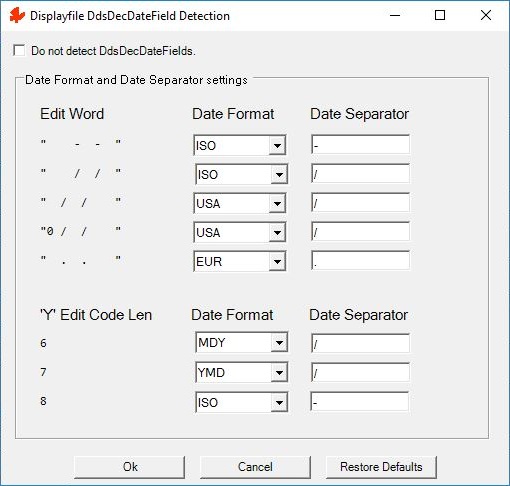 Displayfile DdsDecDateField Detection
Do not detect DdsDecDateFields.
Date Format and Date Separator settings
Edit Word Date Format Date Separator
"    -  -  " ISO -
"    /  /  " ISO /
"  /  /    " USA /
"0 /  /    " USA /
"  .  .    " EUR .
'Y' Edit Code Len Date Format Date Separator
6 MDY /
7 YMD /
8 ISO -
Ok Cancel Restore Defaults